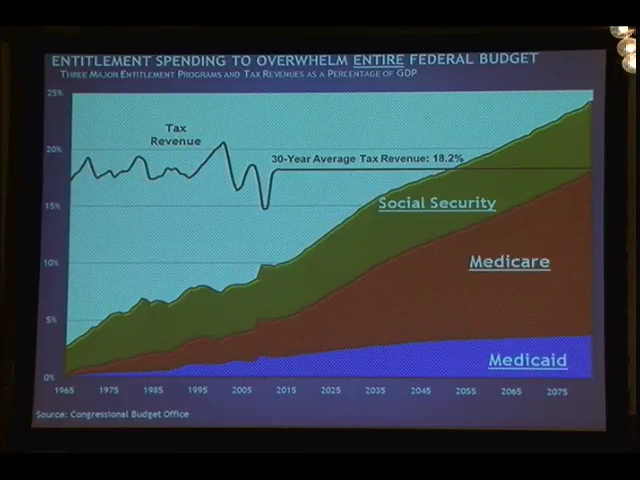 ENTITLEMENT SPENDING TO OVERWHELM ENTIRE FEDERAL BUDGET
THREE MAJOR ENTITLEMENT PROGRAMS AND TAX REVENUES AS A PERCENTAGE OF GDP
25%
Tax
Revenue
20%
30-Year Average Tax Revenue: 18.2%
15%
Social Security
10%
Medicare
5%
Medicaid
0%
1965 1975 1985 1995 2005 2015 2025 2035 2045 2055 2065 2075
Source: Congressional Budget Office